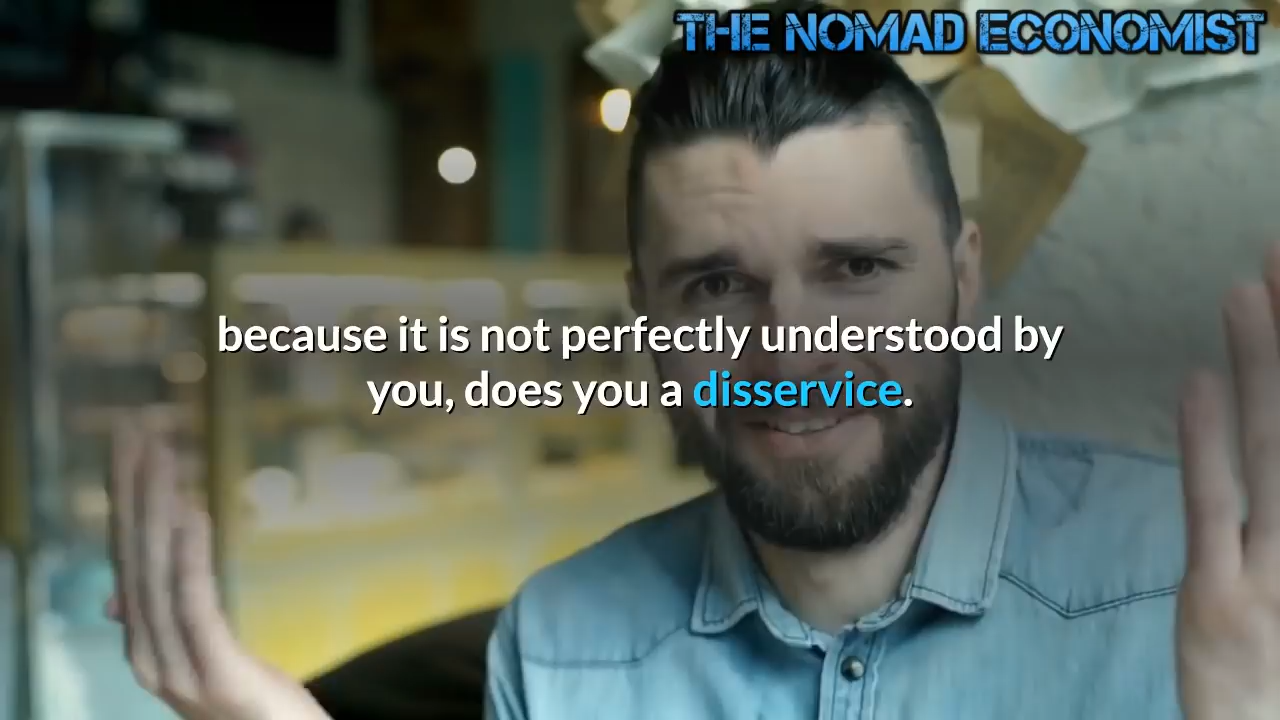 THE NOMAD ECONOMIST
because it is not perfectly understood by
you, does you a disservice.